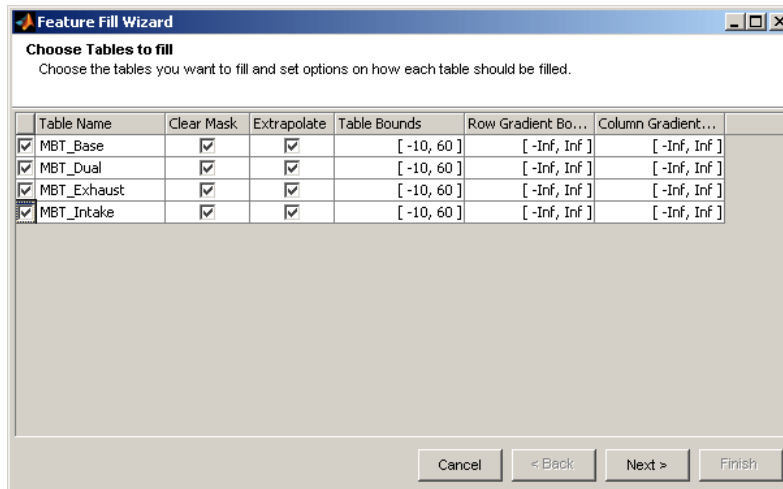 Feature Fill Wizard
Choose Tables to fill
Choose the tables you want to fill and set options on how each table should be filled.
Table Name Clear Mask Extrapolate Table Bounds Row Gradient Bo... Column Gradient...
MBT_Base [ -10, 60 ] [ -Inf, Inf ] [ -Inf, Inf ]
MBT_Dual [ -10, 60 ] [ -Inf, Inf ] [ -Inf, Inf ]
MBT_Exhaust [ -10, 60 ] [ -Inf, Inf ] [ -Inf, Inf ]
MBT_Intake [ -10, 60 ] [ -Inf, Inf ] [ -Inf, Inf ]
Cancel < Back Next > Finish